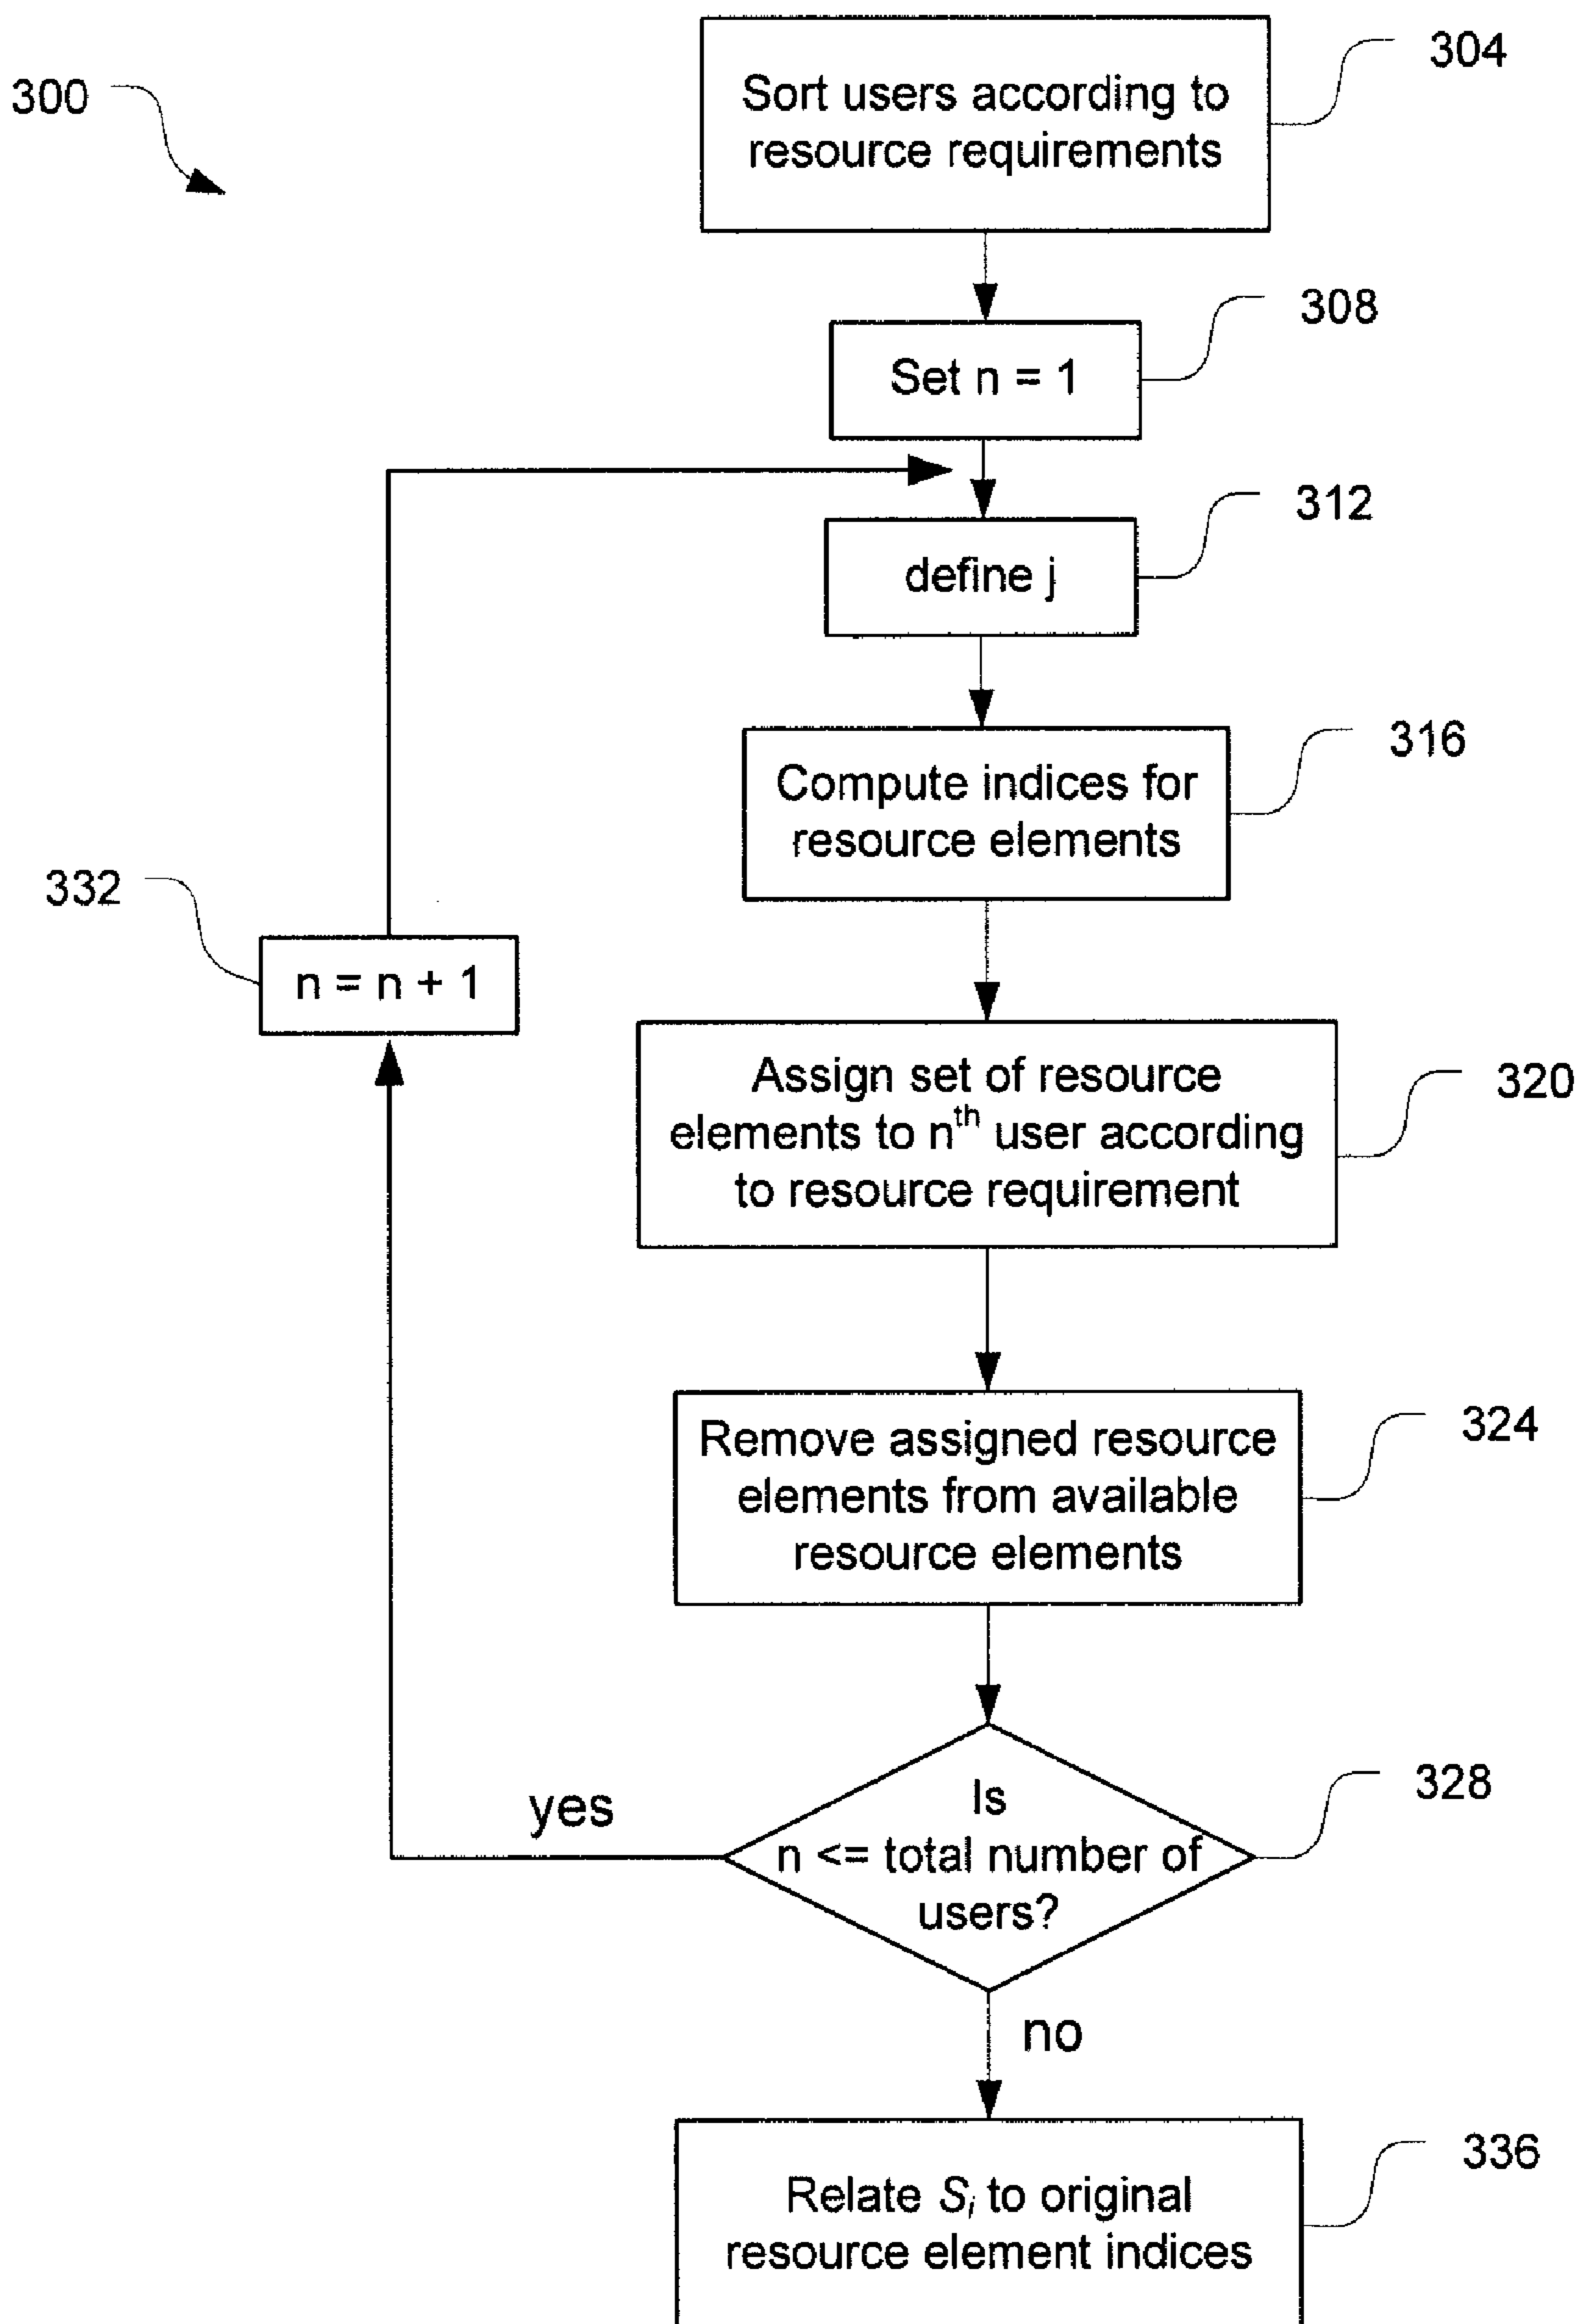 300
304
Sort users according to
resource requirements
308
Set n = 1
312
define j
316
Compute indices for
resource elements
332
n = n + 1
320
Assign set of resource
elements to nth user according
to resource requirement
324
Remove assigned resource
elements from available
resource elements
328
yes
Is
n <= total number of
users?
no
336
Relate Si to original
resource element indices